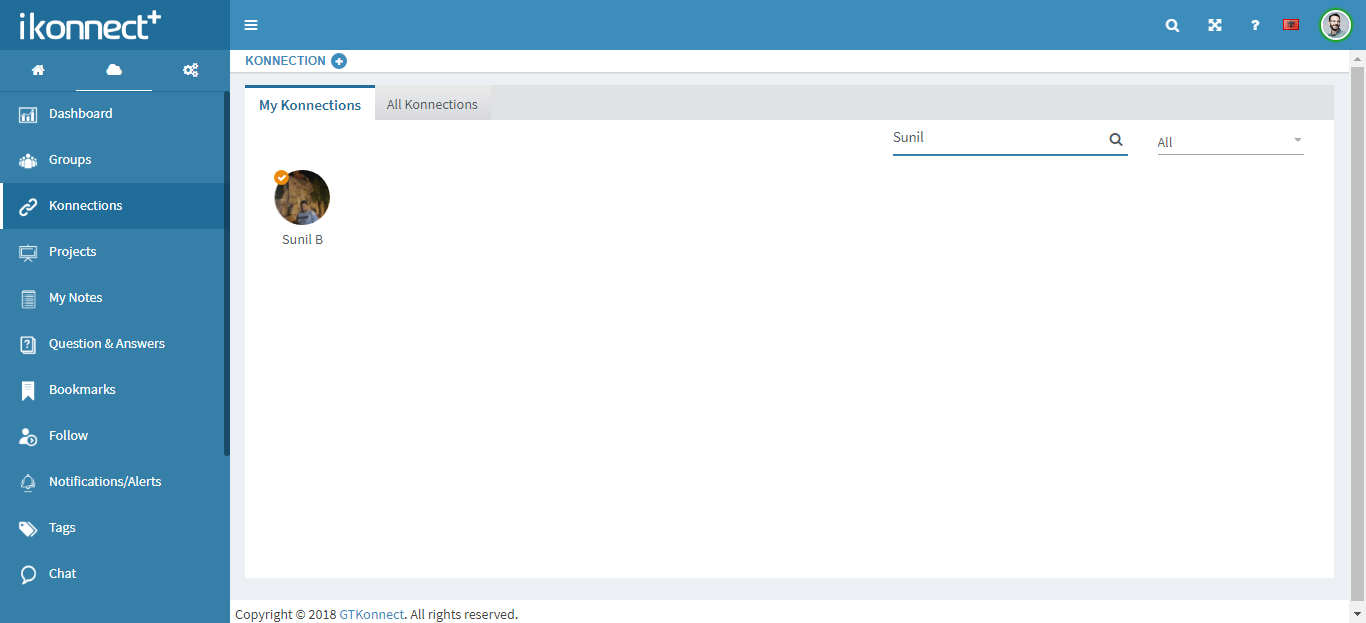 ikonnect+
KONNECTION
Dashboard
Groups
Konnections
Projects
My Notes
Question & Answers
Bookmarks
Follow
Notifications/Alerts
Tags
Chat
My Konnections
All Konnections
Sunil
All
Sunil B
Copyright © 2018 GTKonnect. All rights reserved.